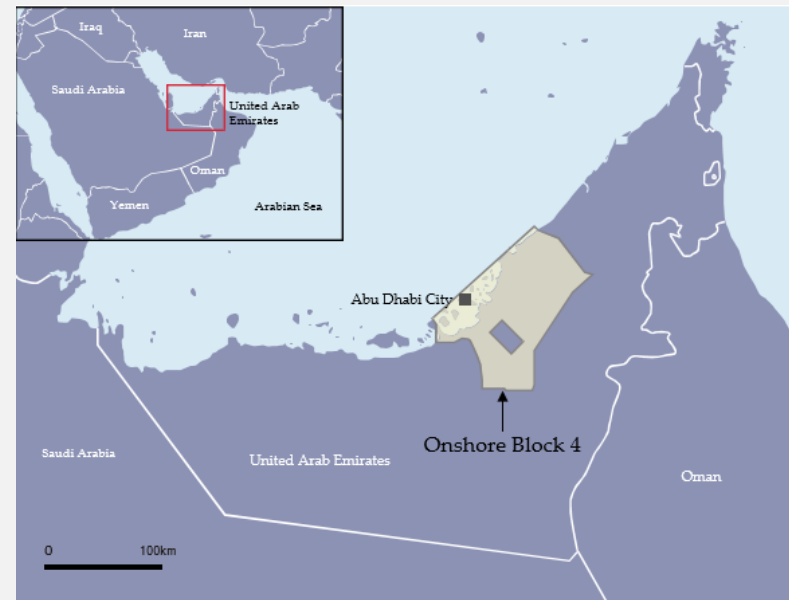 Iraq
Iran
Saudi Arabia
United Arab
Emirates
Oman
Yemen
Arabian Sea
Abu Dhabi City
Onshore Block 4
Saudi Arabia
United Arab Emirates
Oman
0
100km